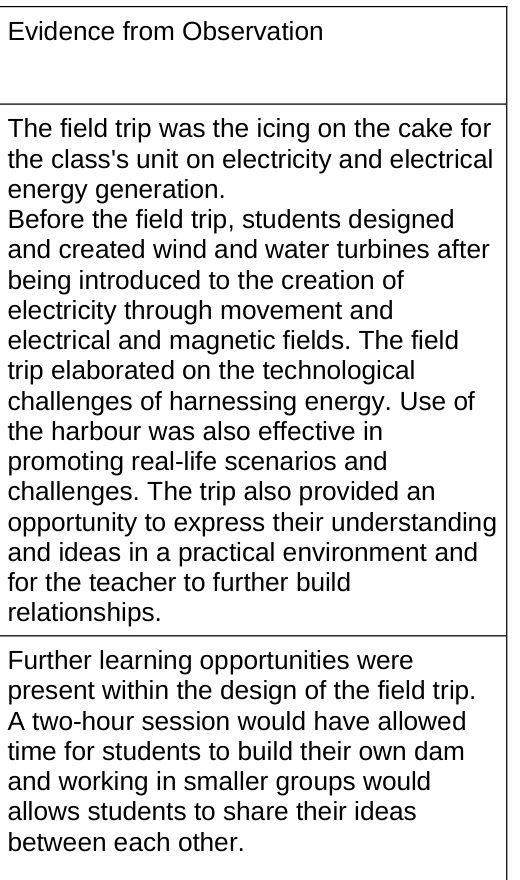 Evidence from Observation
The field trip was the icing on the cake for
the class's unit on electricity and electrical
energy generation.
Before the field trip, students designed
and created wind and water turbines after
being introduced to the creation of
electricity through movement and
electrical and magnetic fields. The field
trip elaborated on the technological
challenges of harnessing energy. Use of
the harbour was also effective in
promoting real-life scenarios and
challenges. The trip also provided an
opportunity to express their understanding
and ideas in a practical environment and
for the teacher to further build
relationships.
Further learning opportunities were
present within the design of the field trip.
A two-hour session would have allowed
time for students to build their own dam
and working in smaller groups would
allows students to share their ideas
between each other.